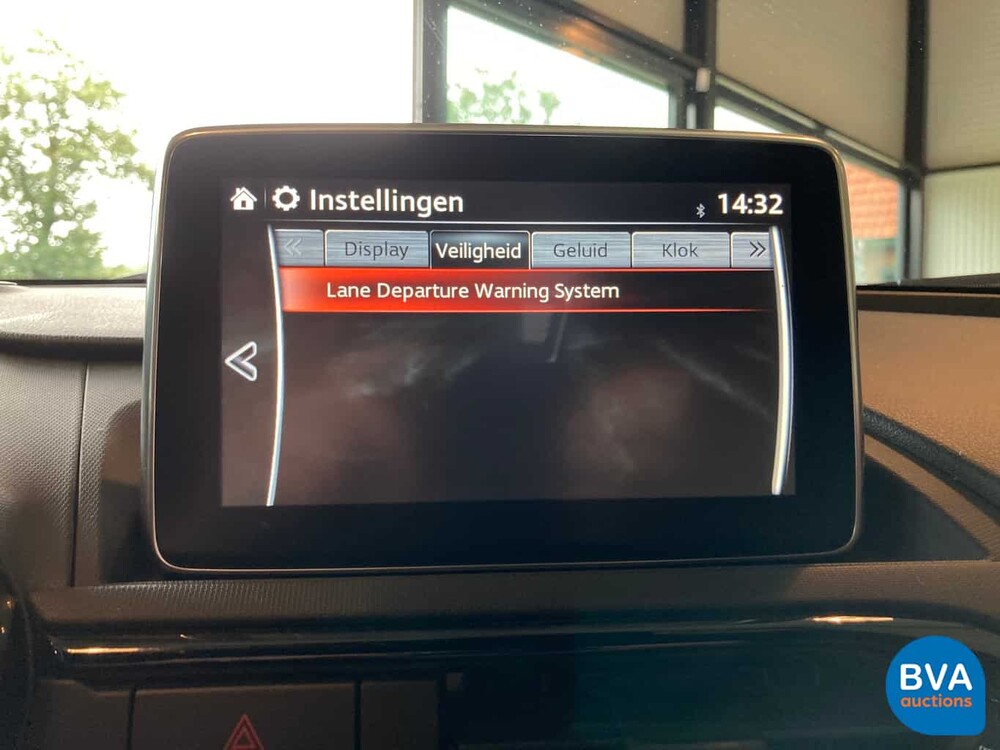 Instellingen
14:32
Display
Veiligheid
Geluid
Klok
Lane Departure Warning System
BVA
auctions